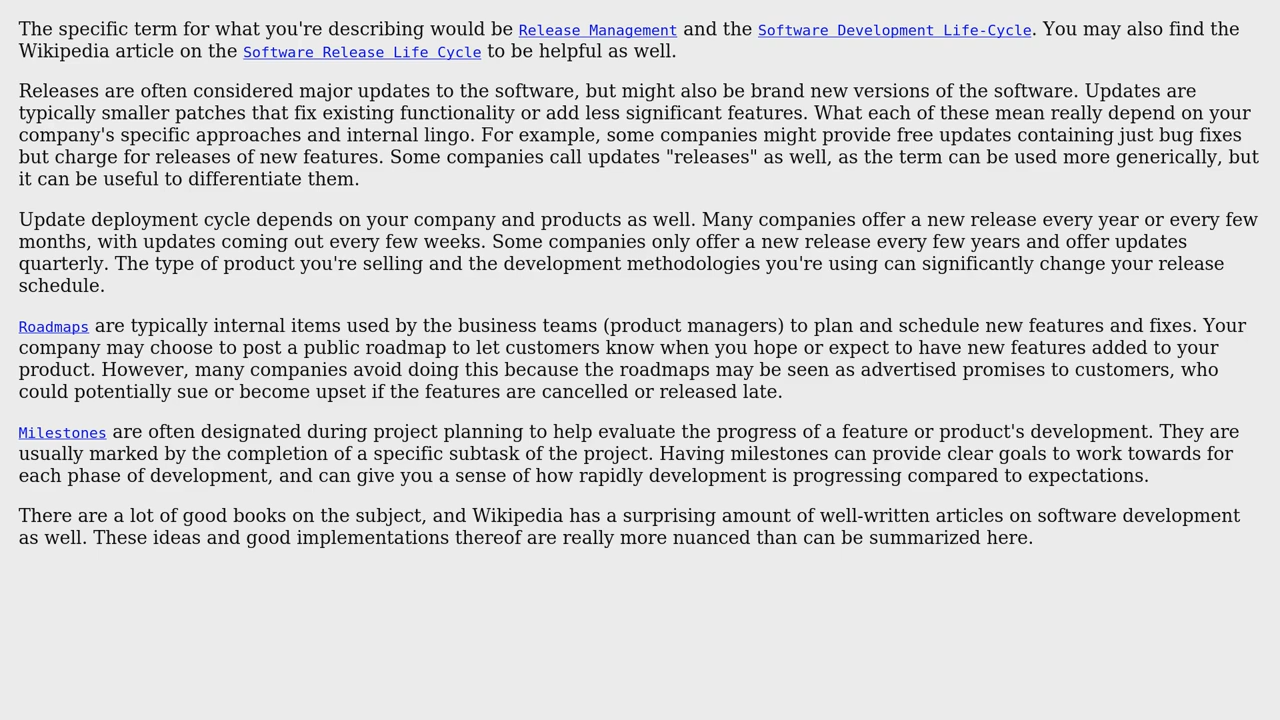 The specific term for what you're describing would be Release Management and the Software Development Life-Cycle. You may also find the
Wikipedia article on the Software Release Life Cycle to be helpful as well.
Releases are often considered major updates to the software, but might also be brand new versions of the software. Updates are
typically smaller patches that fix existing functionality or add less significant features. What each of these mean really depend on your
company's specific approaches and internal lingo. For example, some companies might provide free updates containing just bug fixes
but charge for releases of new features. Some companies call updates "releases" as well, as the term can be used more generically, but
it can be useful to differentiate them.
Update deployment cycle depends on your company and products as well. Many companies offer a new release every year or every few
months, with updates coming out every few weeks. Some companies only offer a new release every few years and offer updates
quarterly. The type of product you're selling and the development methodologies you're using can significantly change your release
schedule.
Roadmaps are typically internal items used by the business teams (product managers) to plan and schedule new features and fixes. Your
company may choose to post a public roadmap to let customers know when you hope or expect to have new features added to your
product. However, many companies avoid doing this because the roadmaps may be seen as advertised promises to customers, who
could potentially sue or become upset if the features are cancelled or released late.
Milestones are often designated during project planning to help evaluate the progress of a feature or product's development. They are
usually marked by the completion of a specific subtask of the project. Having milestones can provide clear goals to work towards for
each phase of development, and can give you a sense of how rapidly development is progressing compared to expectations.
There are a lot of good books on the subject, and Wikipedia has a surprising amount of well-written articles on software development
as well. These ideas and good implementations thereof are really more nuanced than can be summarized here.